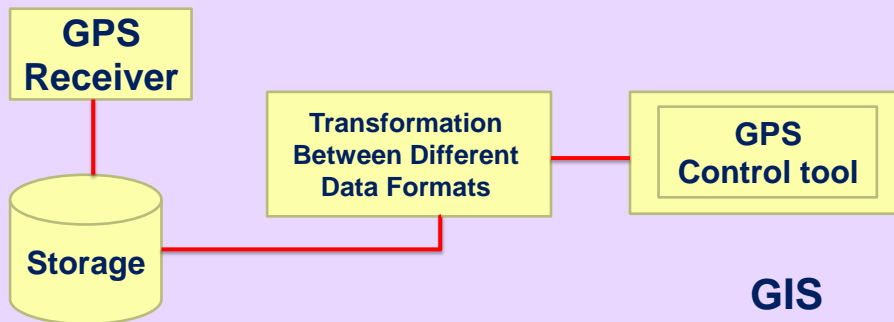 GPS
Receiver
Transformation
Between Different
Data Formats
GPS
Control tool
Storage
GIS